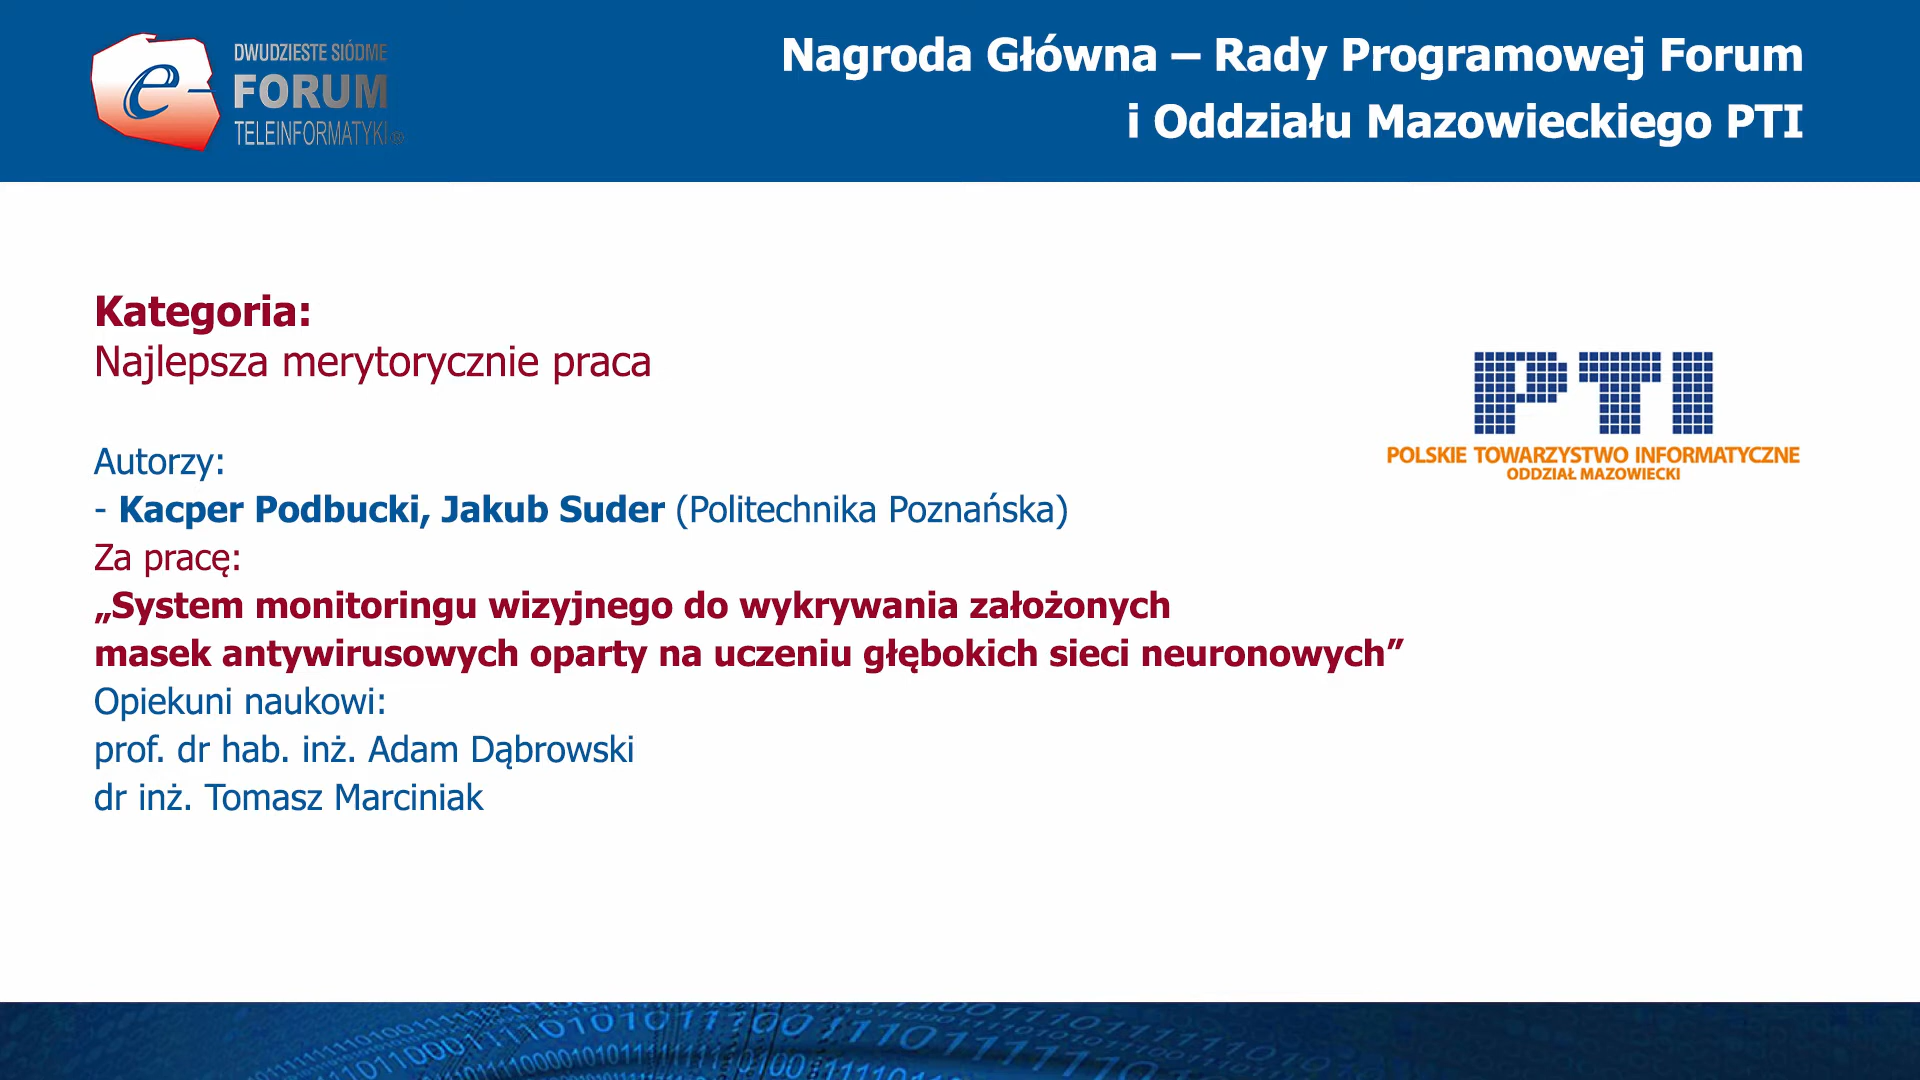 DWUDZIESTE SIÓDME
e-
FORUM
TELEINFORMATYKI®
Nagroda Główna – Rady Programowej Forum
i Oddziału Mazowieckiego PTI
Kategoria:
Najlepsza merytorycznie praca
PTI
POLSKIE TOWARZYSTWO INFORMATYCZNE
ODDZIAŁ MAZOWIECKI
Autorzy:
- Kacper Podbucki, Jakub Suder (Politechnika Poznańska)
Za pracę:
„System monitoringu wizyjnego do wykrywania założonych
masek antywirusowych oparty na uczeniu głębokich sieci neuronowych”
Opiekuni naukowi:
prof. dr hab. inż. Adam Dąbrowski
dr inż. Tomasz Marciniak